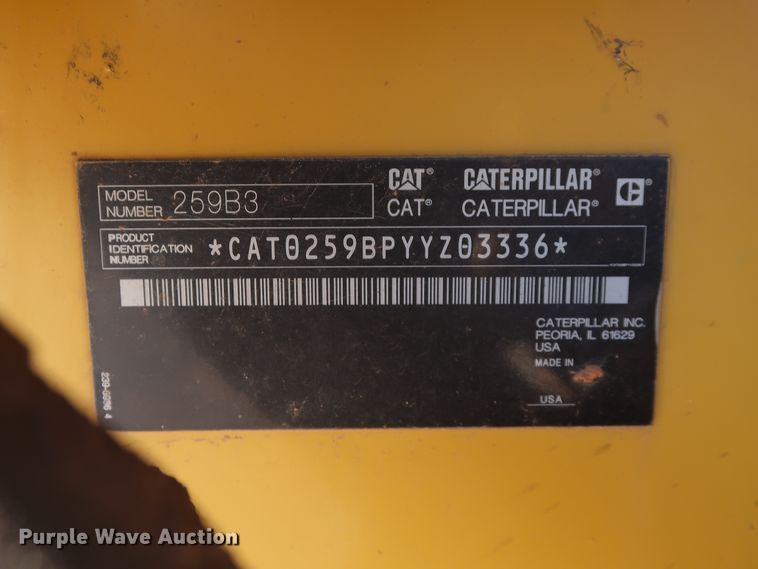 CAT® CATERPILLAR®
MODEL NUMBER 259B3
CAT® CATERPILLAR®
PRODUCT IDENTIFICATION NUMBER *CAT0259BPYYZ03336*
CATERPILLAR INC.
PEORIA, IL 61629
USA
MADE IN
USA
Purple Wave Auction